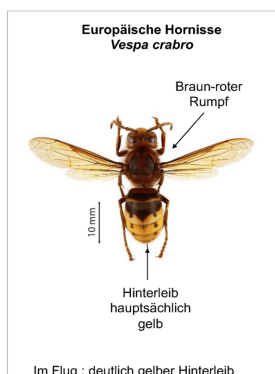 Europäische Hornisse
Vespa crabro
Braun-roter
Rumpf
10 mm
Hinterleib
hauptsächlich
gelb
Im Flug : deutlich gelber Hinterleib